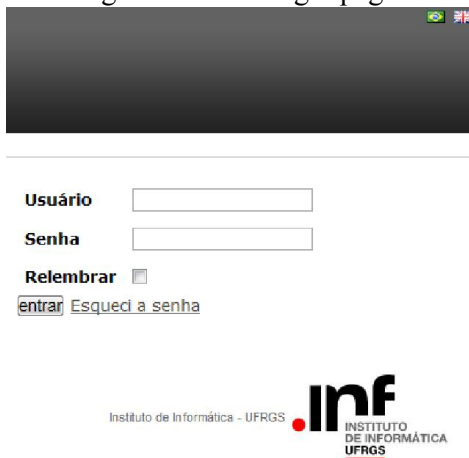 Usuário
Senha
Relembrar
entrar Esqueci a senha
Instituto de Informática - UFRGS
inf
INSTITUTO
DE INFORMÁTICA
UFRGS